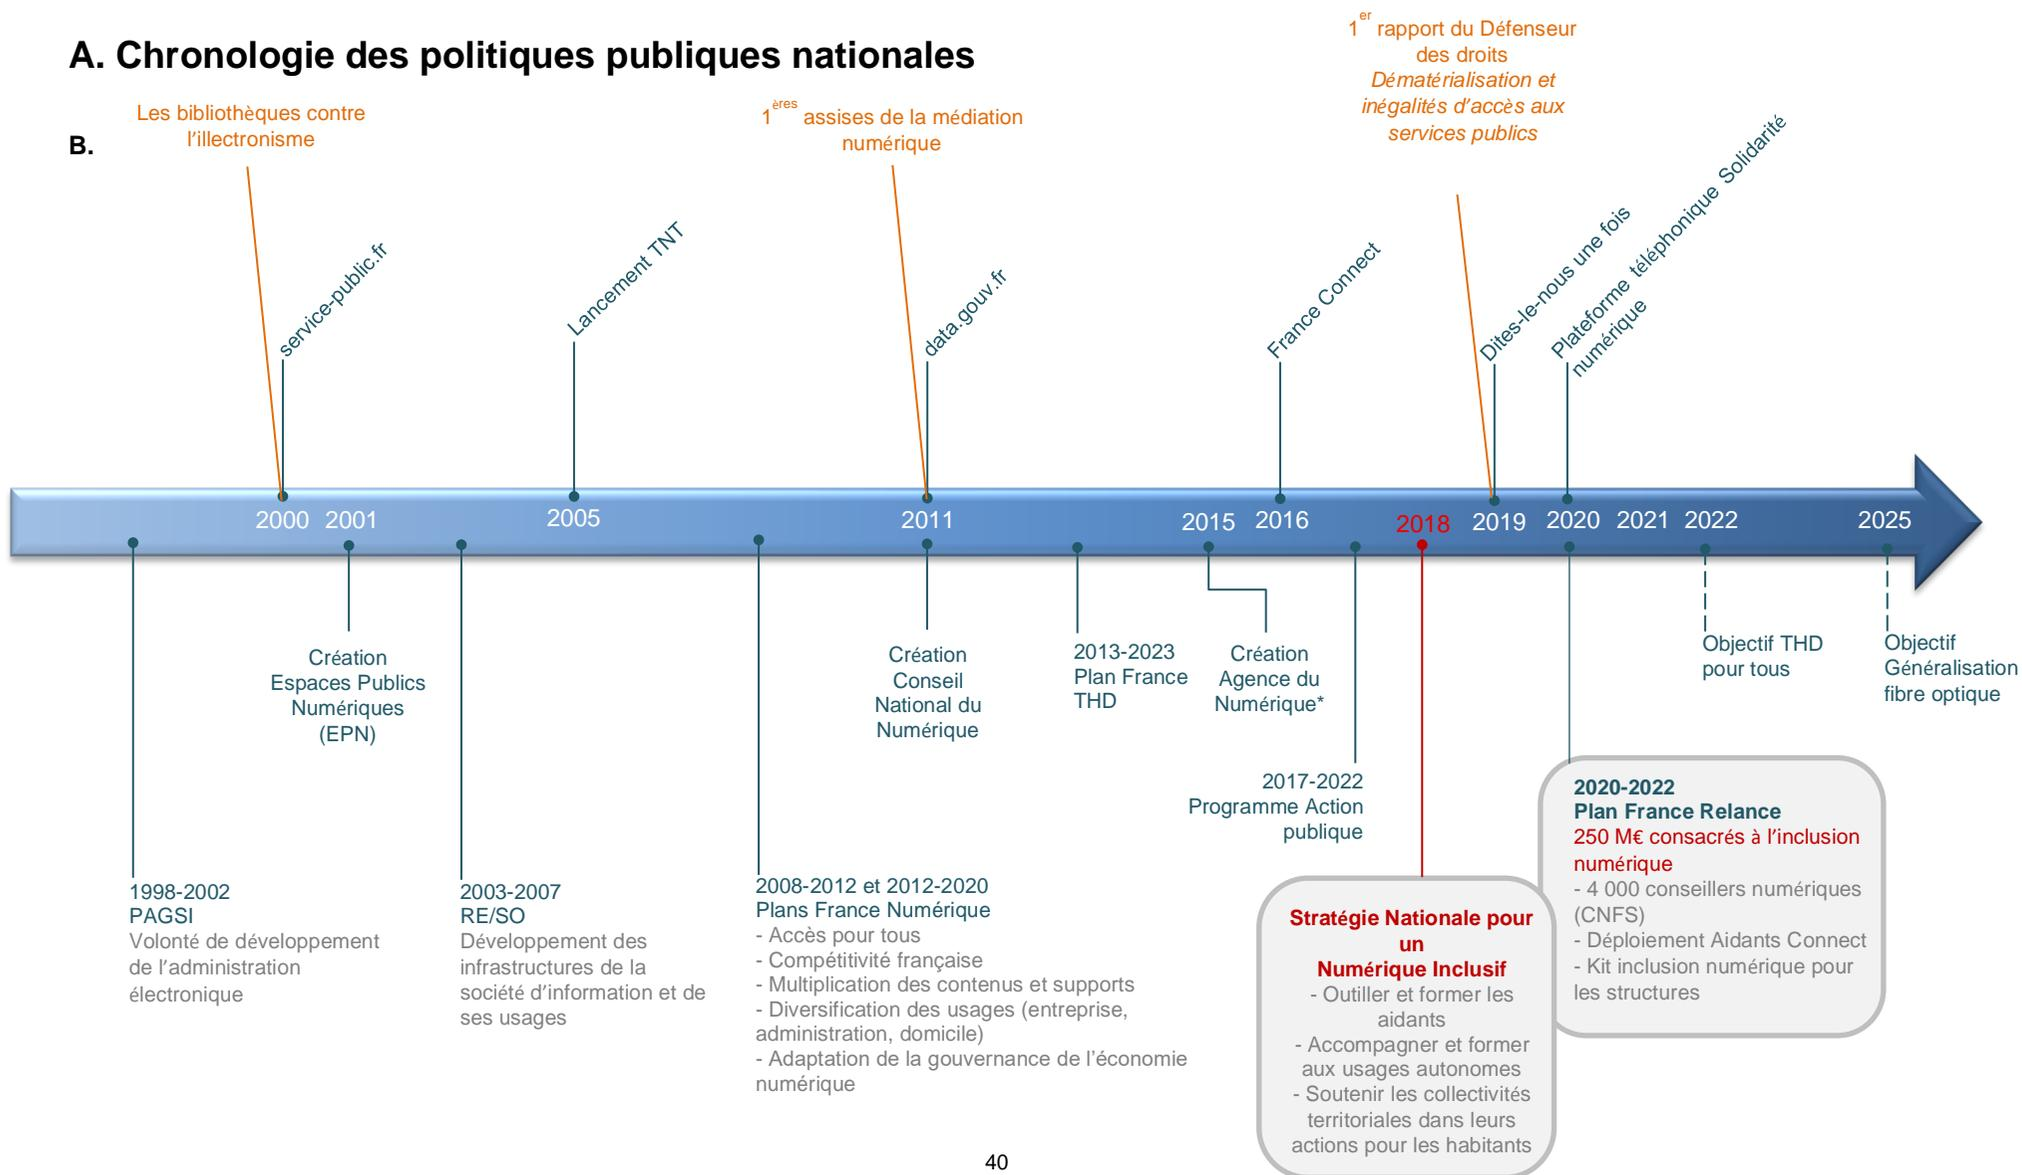 A. Chronologie des politiques publiques nationales
B.
Les bibliothèques contre
l'illectronisme
1ères assises de la médiation
numérique
1er rapport du Défenseur
des droits
Dématérialisation et
inégalités d'accès aux
services publics
service-public.fr
Lancement TNT
data.gouv.fr
France Connect
Dites-le-nous une fois
Plateforme téléphonique Solidarité
numérique
2000 2001 2005 2011 2015 2016 2018 2019 2020 2021 2022 2025
Création
Espaces Publics
Numériques
(EPN)
Création
Conseil
National du
Numérique
2013-2023
Plan France
THD
Création
Agence du
Numérique*
Objectif THD
pour tous
Objectif
Généralisation
fibre optique
2017-2022
Programme Action
publique
1998-2002
PAGSI
Volonté de développement
de l'administration
électronique
2003-2007
RE/SO
Développement des
infrastructures de la
société d'information et de
ses usages
2008-2012 et 2012-2020
Plans France Numérique
- Accès pour tous
- Compétitivité française
- Multiplication des contenus et supports
- Diversification des usages (entreprise,
administration, domicile)
- Adaptation de la gouvernance de l'économie
numérique
Stratégie Nationale pour
un
Numérique Inclusif
- Outiller et former les
aidants
- Accompagner et former
aux usages autonomes
- Soutenir les collectivités
territoriales dans leurs
actions pour les habitants
2020-2022
Plan France Relance
250 M€ consacrés à l'inclusion
numérique
- 4 000 conseillers numériques
(CNFS)
- Déploiement Aidants Connect
- Kit inclusion numérique pour
les structures
40